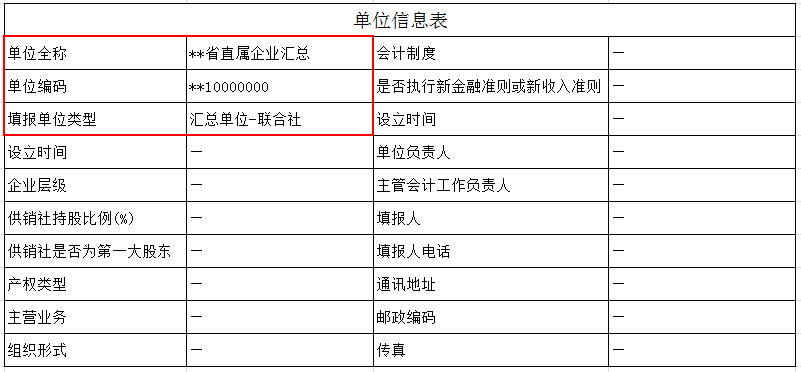 单位信息表
单位全称 **省直属企业汇总 会计制度 —
单位编码 **10000000 是否执行新金融准则或新收入准则 —
填报单位类型 汇总单位-联合社 设立时间 —
设立时间 — 单位负责人 —
企业层级 — 主管会计工作负责人 —
供销社持股比例(%) — 填报人 —
供销社是否为第一大股东 — 填报人电话 —
产权类型 — 通讯地址 —
主营业务 — 邮政编码 —
组织形式 — 传真 —